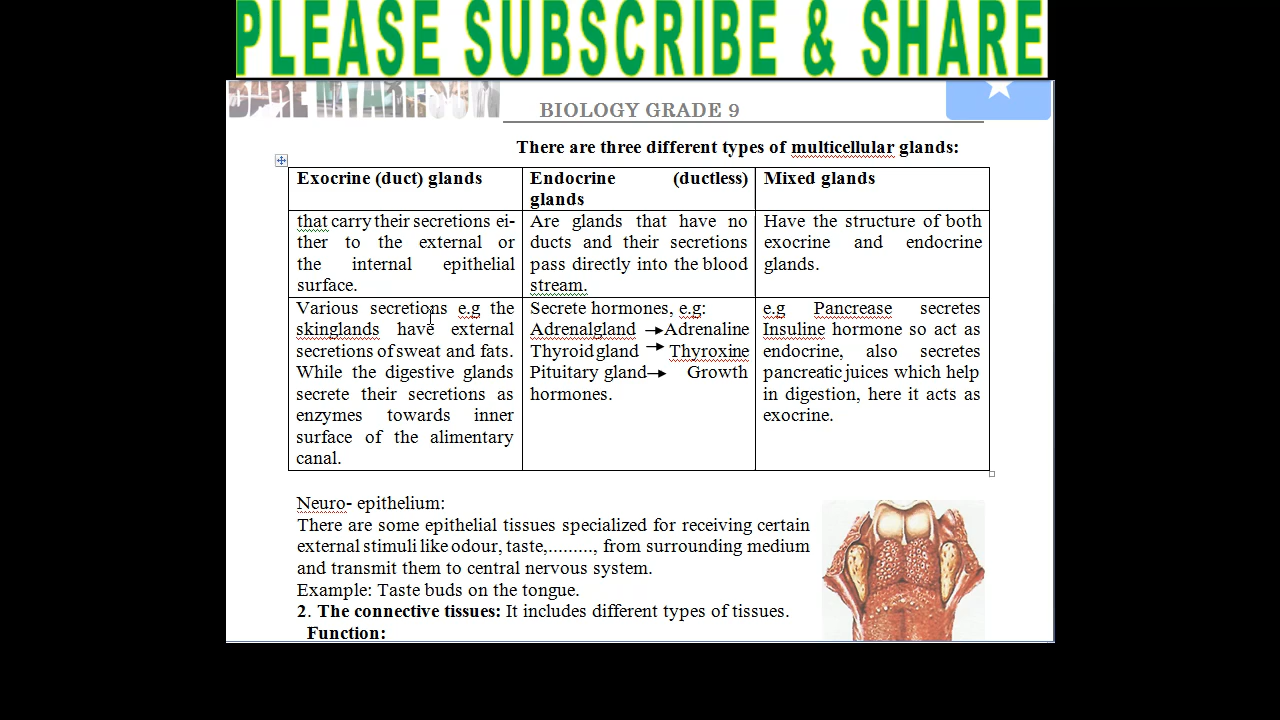 PLEASE SUBSCRIBE & SHARE
BIOLOGY GRADE 9
There are three different types of multicellular glands:
Exocrine (duct) glands
that carry their secretions ei-
ther to the external or
the internal epithelial
surface.
Various secretions e.g the
skinglands have external
secretions of sweat and fats.
While the digestive glands
secrete their secretions as
enzymes towards inner
surface of the alimentary
canal.
Endocrine (ductless)
glands
Are glands that have no
ducts and their secretions
pass directly into the blood
stream.
Secrete hormones, e.g:
Adrenalgland → Adrenaline
Thyroid gland → Thyroxine
Pituitary gland → Growth
hormones.
Mixed glands
Have the structure of both
exocrine and endocrine
glands.
e.g Pancrease secretes
Insuline hormone so act as
endocrine, also secretes
pancreatic juices which help
in digestion, here it acts as
exocrine.
Neuro- epithelium:
There are some epithelial tissues specialized for receiving certain
external stimuli like odour, taste,........., from surrounding medium
and transmit them to central nervous system.
Example: Taste buds on the tongue.
2. The connective tissues: It includes different types of tissues.
Function: